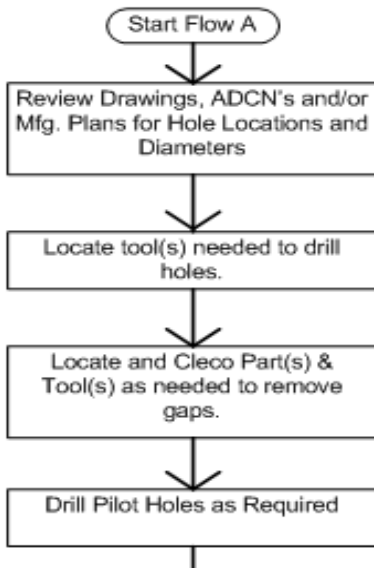 Start Flow A
Review Drawings, ADCN's and/or
Mfg. Plans for Hole Locations and
Diameters
Locate tool(s) needed to drill
holes.
Locate and Cleco Part(s) &
Tool(s) as needed to remove
gaps.
Drill Pilot Holes as Required